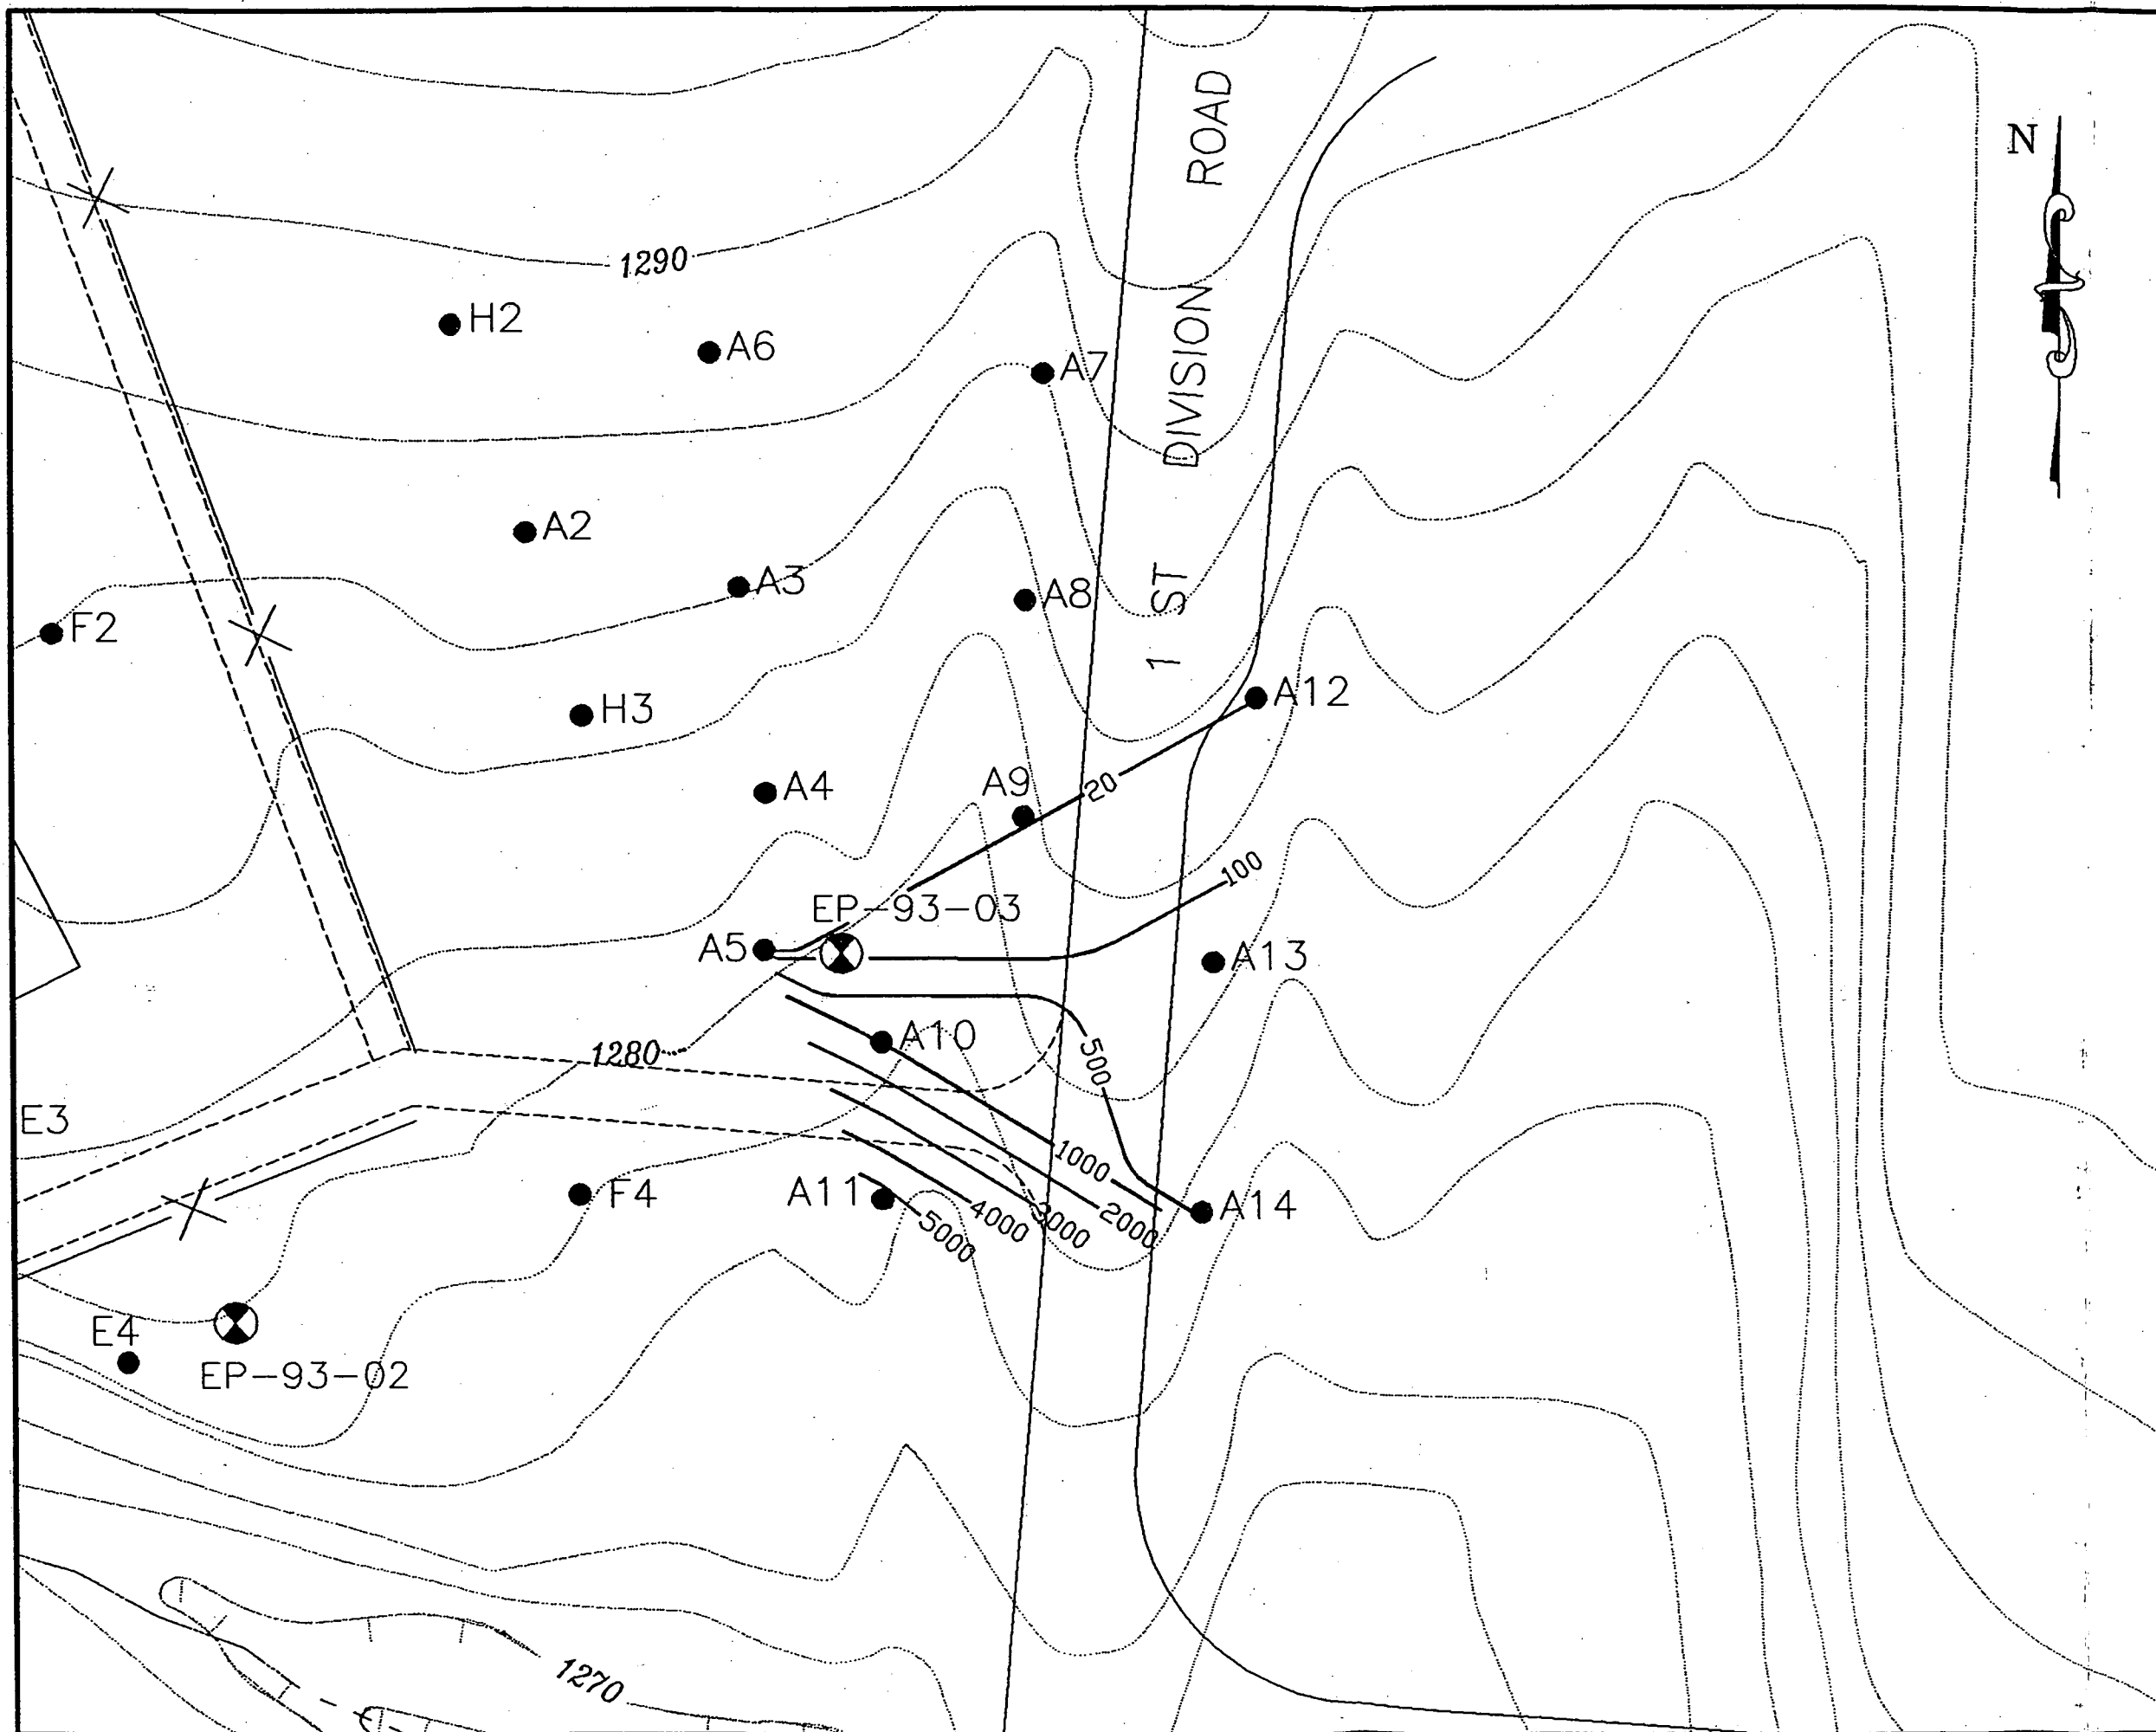 ROAD
N
1290
H2
A6
A7
DIVISION
A2
A3
A8
1 ST
F2
A12
H3
A4
A9
20
100
EP-93-03
A5
A13
A10
1280
500
E3
1000
F4
A11
A14
4000
3000
2000
5000
E4
EP-93-02
1270